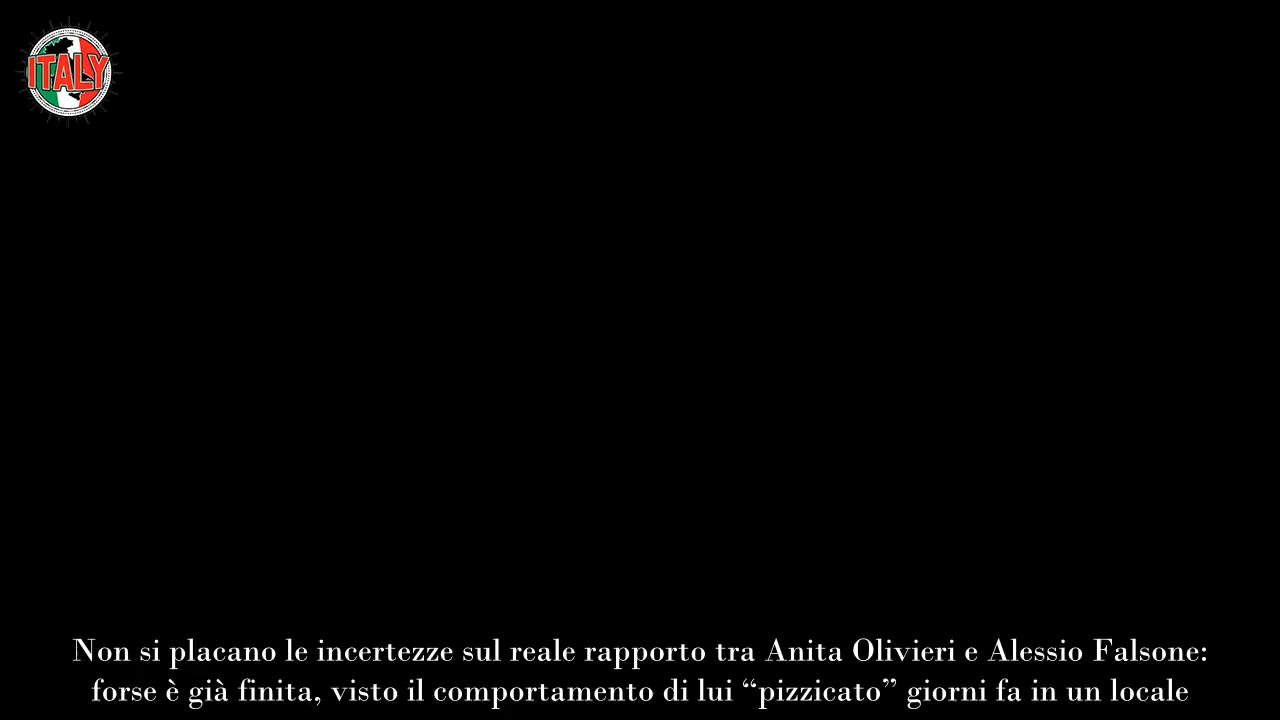 ITALY
Non si placano le incertezze sul reale rapporto tra Anita Olivieri e Alessio Falsone:
forse è già finita, visto il comportamento di lui “pizzicato” giorni fa in un locale